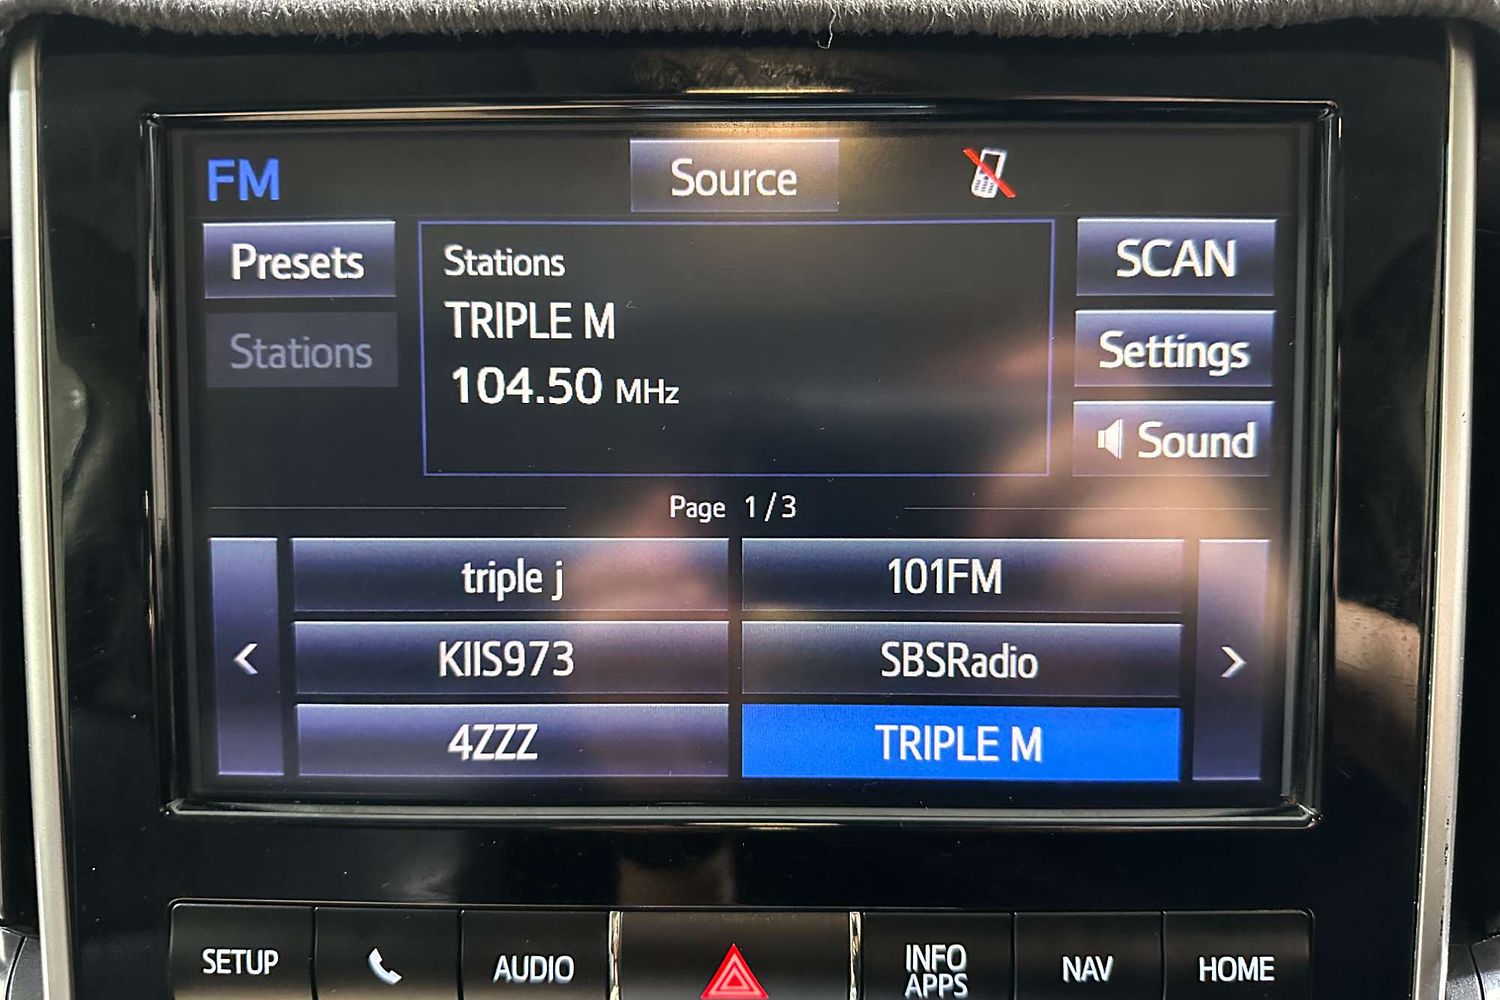 FM
Source
Presets
Stations
Stations
TRIPLE M
104.50 MHz
SCAN
Settings
Sound
Page 1/3
<
triple j
101FM
KIIS973
SBSRadio
4ZZZ
TRIPLE M
>
SETUP
AUDIO
INFO
APPS
NAV
HOME